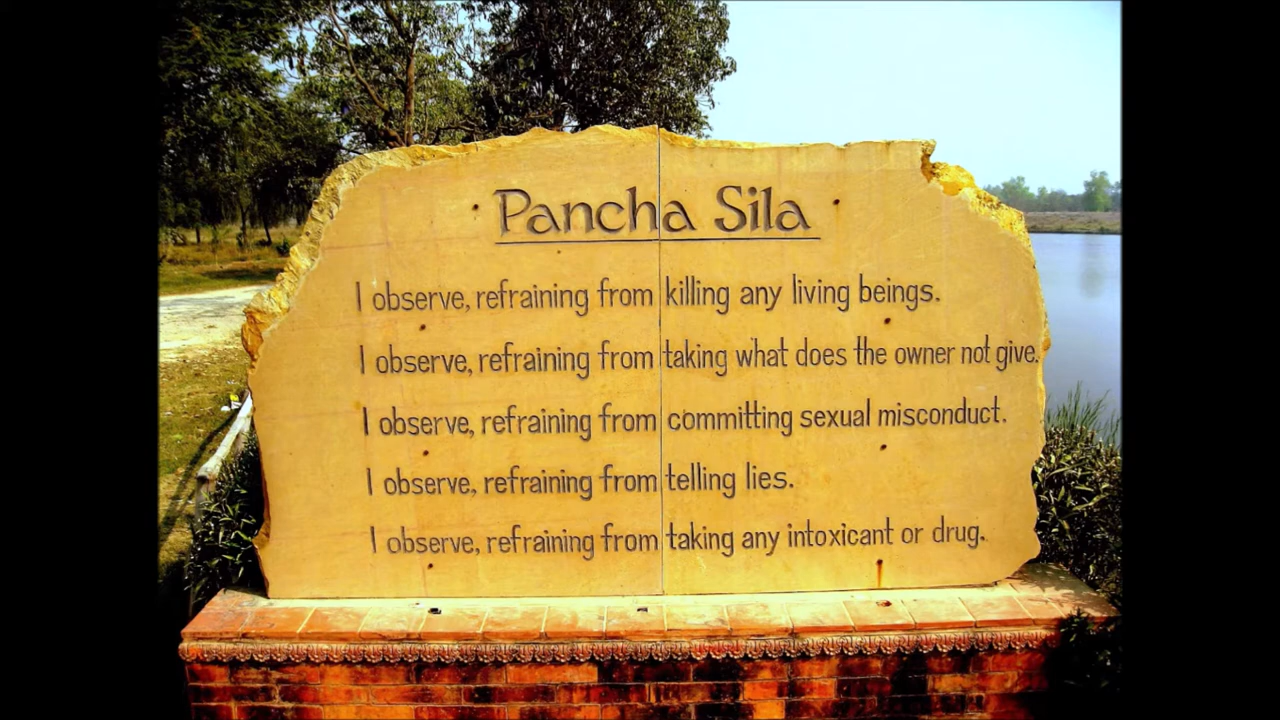 Pancha Sila
I observe, refraining from killing any living beings.
I observe, refraining from taking what does the owner not give.
I observe, refraining from committing sexual misconduct.
I observe, refraining from telling lies.
I observe, refraining from taking any intoxicant or drug.